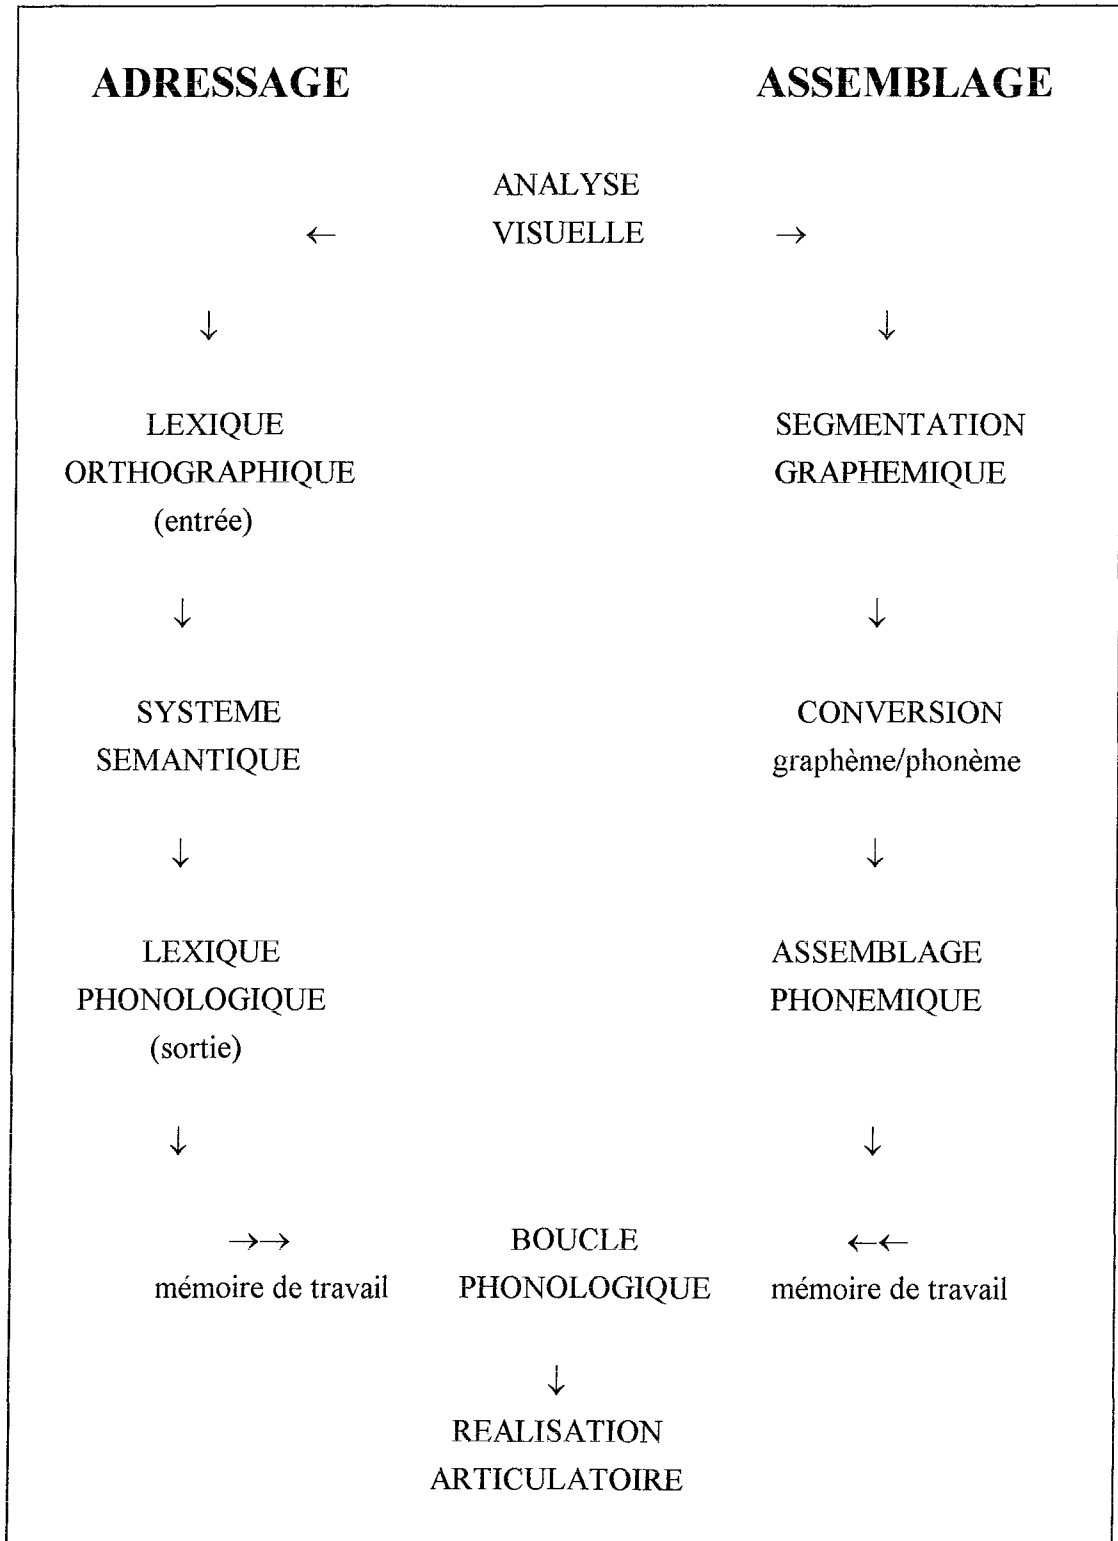 ADRESSAGE ASSEMBLAGE
ANALYSE
← VISUELLE →
↓ ↓
LEXIQUE SEGMENTATION
ORTHOGRAPHIQUE GRAPHEMIQUE
(entrée)
↓ ↓
SYSTEME CONVERSION
SEMANTIQUE graphème/phonème
↓ ↓
LEXIQUE ASSEMBLAGE
PHONOLOGIQUE PHONEMIQUE
(sortie)
↓ ↓
→→ BOUCLE ←←
mémoire de travail PHONOLOGIQUE mémoire de travail
↓
REALISATION
ARTICULATOIRE